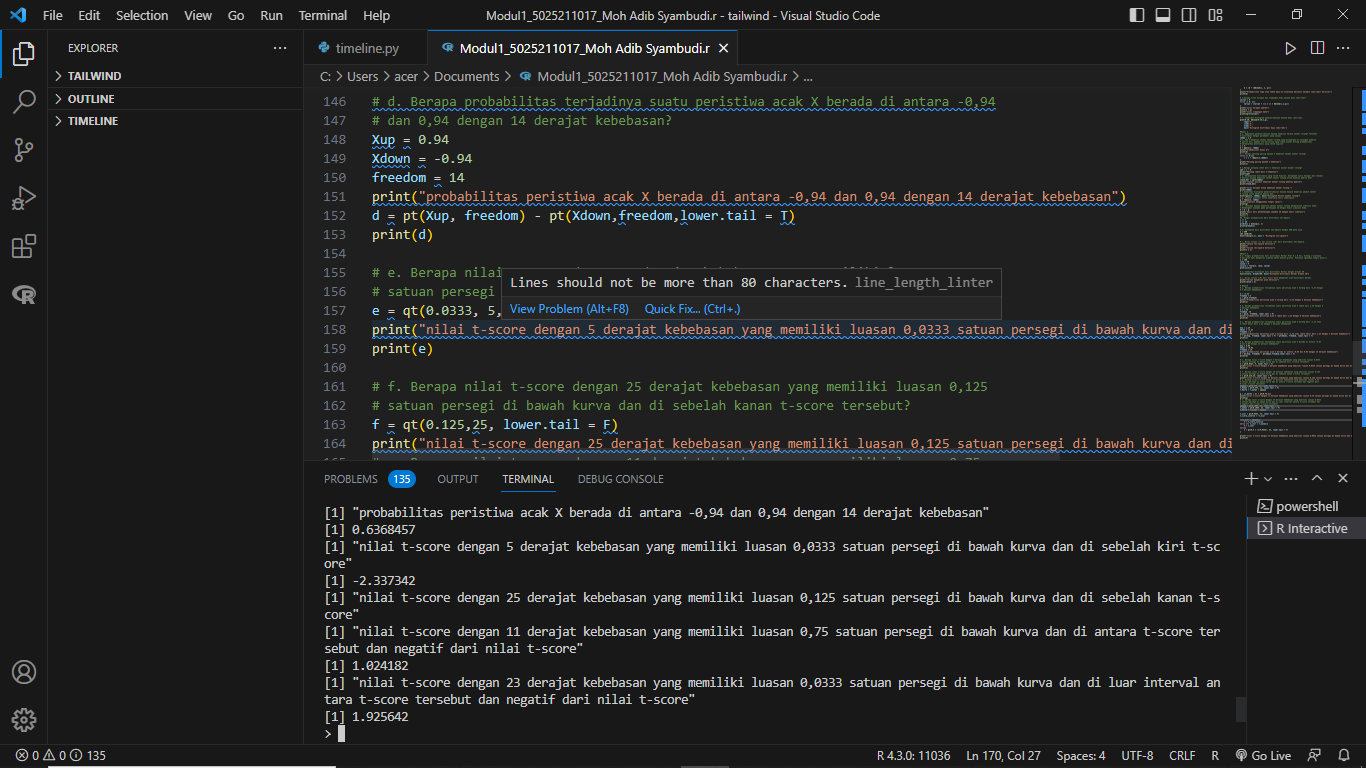 File Edit Selection View Go Run Terminal Help
Modul1_5025211017_Moh Adib Syambudi.r - tailwind - Visual Studio Code
EXPLORER
TAILWIND
OUTLINE
TIMELINE
timeline.py
Modul1_5025211017_Moh Adib Syambudi.r
C: > Users > acer > Documents > Modul1_5025211017_Moh Adib Syambudi.r > ...
146 # d. Berapa probabilitas terjadinya suatu peristiwa acak X berada di antara -0,94
147 # dan 0,94 dengan 14 derajat kebebasan?
148 Xup = 0.94
149 Xdown = -0.94
150 freedom = 14
151 print("probabilitas peristiwa acak X berada di antara -0,94 dan 0,94 dengan 14 derajat kebebasan")
152 d = pt(Xup, freedom) - pt(Xdown,freedom,lower.tail = T)
153 print(d)
154
155 # e. Berapa nilai
156 # satuan persegi
157 e = qt(0.0333, 5,
Lines should not be more than 80 characters. line_length_linter
View Problem (Alt+F8) Quick Fix... (Ctrl+.)
158 print("nilai t-score dengan 5 derajat kebebasan yang memiliki luasan 0,0333 satuan persegi di bawah kurva dan di
159 print(e)
160
161 # f. Berapa nilai t-score dengan 25 derajat kebebasan yang memiliki luasan 0,125
162 # satuan persegi di bawah kurva dan di sebelah kanan t-score tersebut?
163 f = qt(0.125,25, lower.tail = F)
164 print("nilai t-score dengan 25 derajat kebebasan yang memiliki luasan 0,125 satuan persegi di bawah kurva dan di
PROBLEMS 135 OUTPUT TERMINAL DEBUG CONSOLE
[1] "probabilitas peristiwa acak X berada di antara -0,94 dan 0,94 dengan 14 derajat kebebasan"
[1] 0.6368457
[1] "nilai t-score dengan 5 derajat kebebasan yang memiliki luasan 0,0333 satuan persegi di bawah kurva dan di sebelah kiri t-sc
ore"
[1] -2.337342
[1] "nilai t-score dengan 25 derajat kebebasan yang memiliki luasan 0,125 satuan persegi di bawah kurva dan di sebelah kanan t-s
core"
[1] "nilai t-score dengan 11 derajat kebebasan yang memiliki luasan 0,75 satuan persegi di bawah kurva dan di antara t-score ter
sebut dan negatif dari nilai t-score"
[1] 1.024182
[1] "nilai t-score dengan 23 derajat kebebasan yang memiliki luasan 0,0333 satuan persegi di bawah kurva dan di luar interval an
tara t-score tersebut dan negatif dari nilai t-score"
[1] 1.925642
>
powershell
R Interactive
0 0 135
R 4.3.0: 11036 Ln 170, Col 27 Spaces: 4 UTF-8 CRLF R Go Live